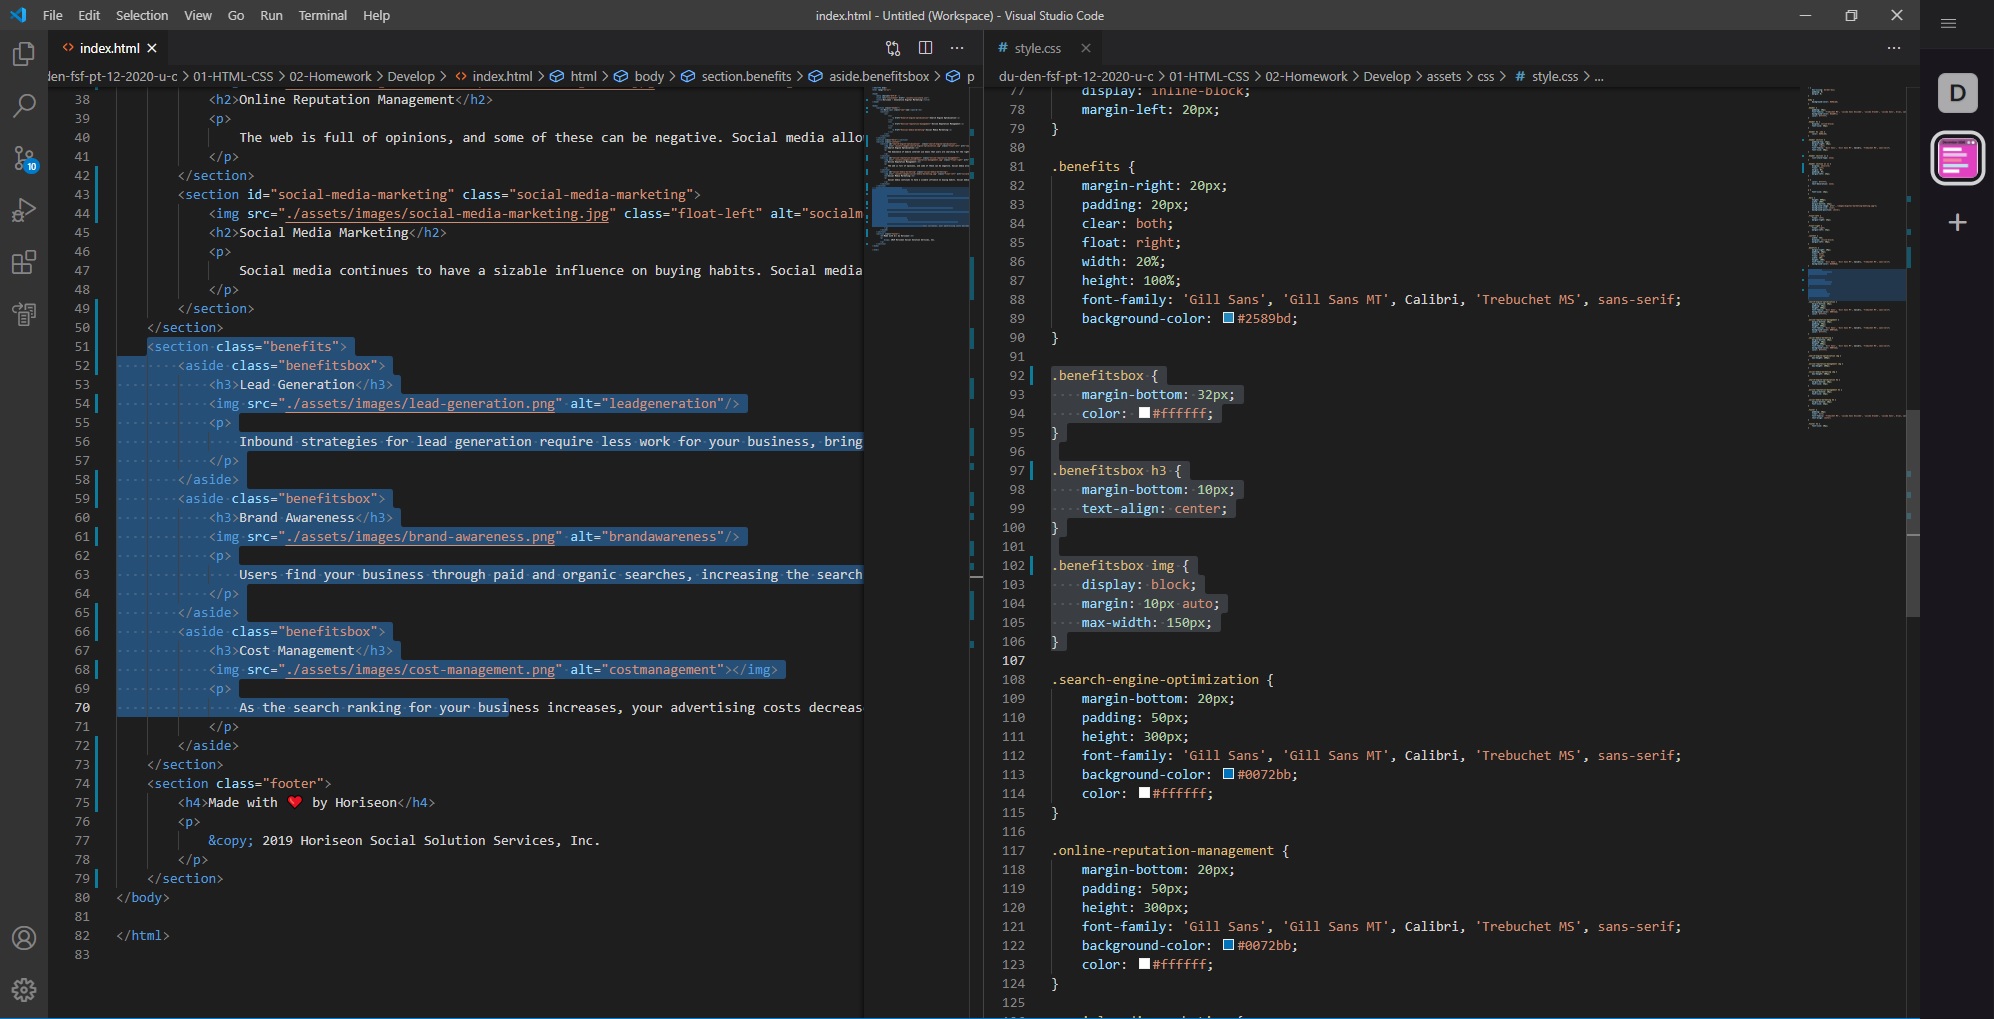 File Edit Selection View Go Run Terminal Help
index.html - Untitled (Workspace) - Visual Studio Code
index.html
den-fsf-pt-12-2020-u-c > 01-HTML-CSS > 02-Homework > Develop > index.html > html > body > section.benefits > aside.benefitsbox > p
38 <h2>Online Reputation Management</h2>
39 <p>
40 The web is full of opinions, and some of these can be negative. Social media allo
41 </p>
42 </section>
43 <section id="social-media-marketing" class="social-media-marketing">
44 <img src="./assets/images/social-media-marketing.jpg" class="float-left" alt="socialm
45 <h2>Social Media Marketing</h2>
46 <p>
47 Social media continues to have a sizable influence on buying habits. Social media
48 </p>
49 </section>
50 </section>
51 <section class="benefits">
52 <aside class="benefitsbox">
53 <h3>Lead Generation</h3>
54 <img src="./assets/images/lead-generation.png" alt="leadgeneration"/>
55 <p>
56 Inbound strategies for lead generation require less work for your business, bring
57 </p>
58 </aside>
59 <aside class="benefitsbox">
60 <h3>Brand Awareness</h3>
61 <img src="./assets/images/brand-awareness.png" alt="brandawareness"/>
62 <p>
63 Users find your business through paid and organic searches, increasing the search
64 </p>
65 </aside>
66 <aside class="benefitsbox">
67 <h3>Cost Management</h3>
68 <img src="./assets/images/cost-management.png" alt="costmanagement"></img>
69 <p>
70 As the search ranking for your business increases, your advertising costs decreas
71 </p>
72 </aside>
73 </section>
74 <section class="footer">
75 <h4>Made with ❤️ by Horiseon</h4>
76 <p>
77 &copy; 2019 Horiseon Social Solution Services, Inc.
78 </p>
79 </section>
80 </body>
81
82 </html>
83
10
# style.css
du-den-fsf-pt-12-2020-u-c > 01-HTML-CSS > 02-Homework > Develop > assets > css > # style.css > ...
77 display: inline-block;
78 margin-left: 20px;
79 }
80
81 .benefits {
82 margin-right: 20px;
83 padding: 20px;
84 clear: both;
85 float: right;
86 width: 20%;
87 height: 100%;
88 font-family: 'Gill Sans', 'Gill Sans MT', Calibri, 'Trebuchet MS', sans-serif;
89 background-color: #2589bd;
90 }
91
92 .benefitsbox {
93 margin-bottom: 32px;
94 color: #ffffff;
95 }
96
97 .benefitsbox h3 {
98 margin-bottom: 10px;
99 text-align: center;
100 }
101
102 .benefitsbox img {
103 display: block;
104 margin: 10px auto;
105 max-width: 150px;
106 }
107
108 .search-engine-optimization {
109 margin-bottom: 20px;
110 padding: 50px;
111 height: 300px;
112 font-family: 'Gill Sans', 'Gill Sans MT', Calibri, 'Trebuchet MS', sans-serif;
113 background-color: #0072bb;
114 color: #ffffff;
115 }
116
117 .online-reputation-management {
118 margin-bottom: 20px;
119 padding: 50px;
120 height: 300px;
121 font-family: 'Gill Sans', 'Gill Sans MT', Calibri, 'Trebuchet MS', sans-serif;
122 background-color: #0072bb;
123 color: #ffffff;
124 }
125
D